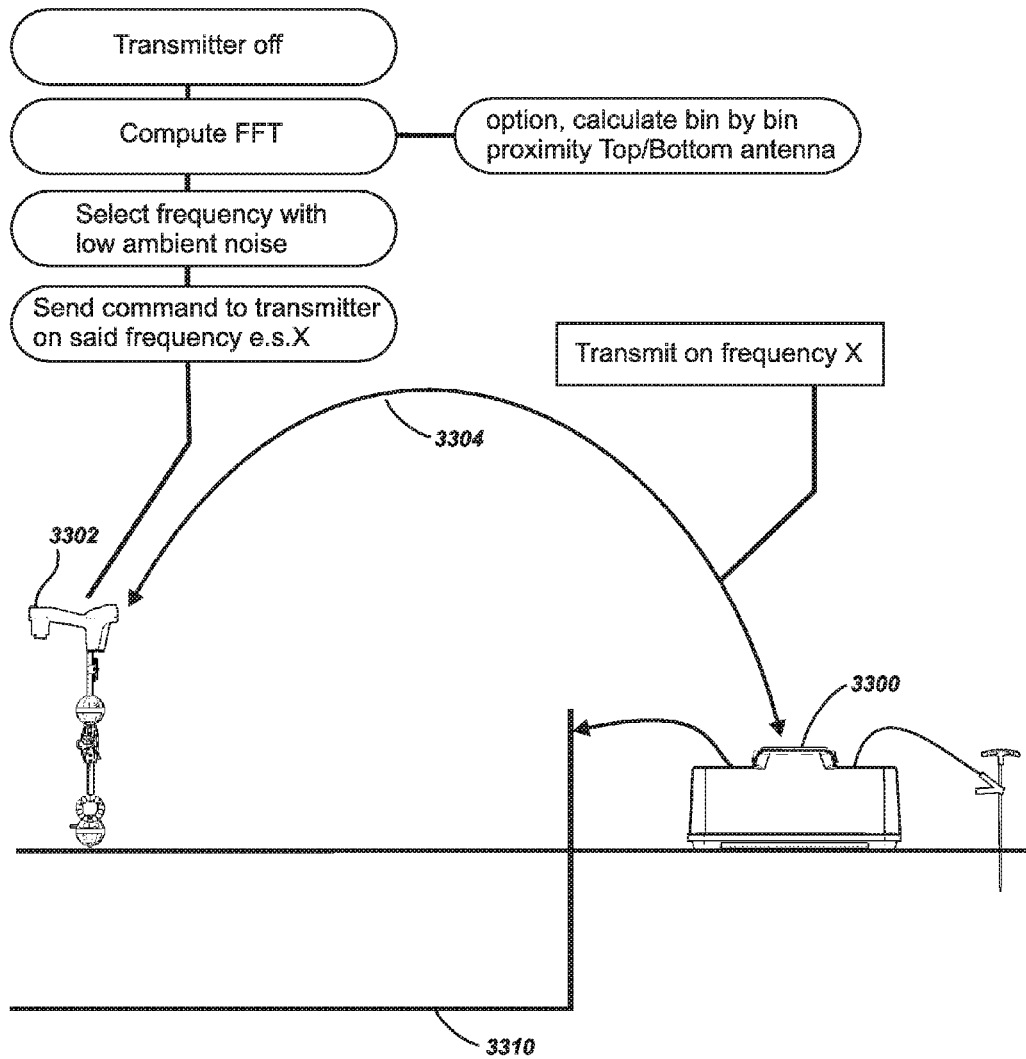 Transmitter off
Compute FFT
option, calculate bin by bin
proximity Top/Bottom antenna
Select frequency with
low ambient noise
Send command to transmitter
on said frequency e.s.X
Transmit on frequency X
3304
3302
3300
3310